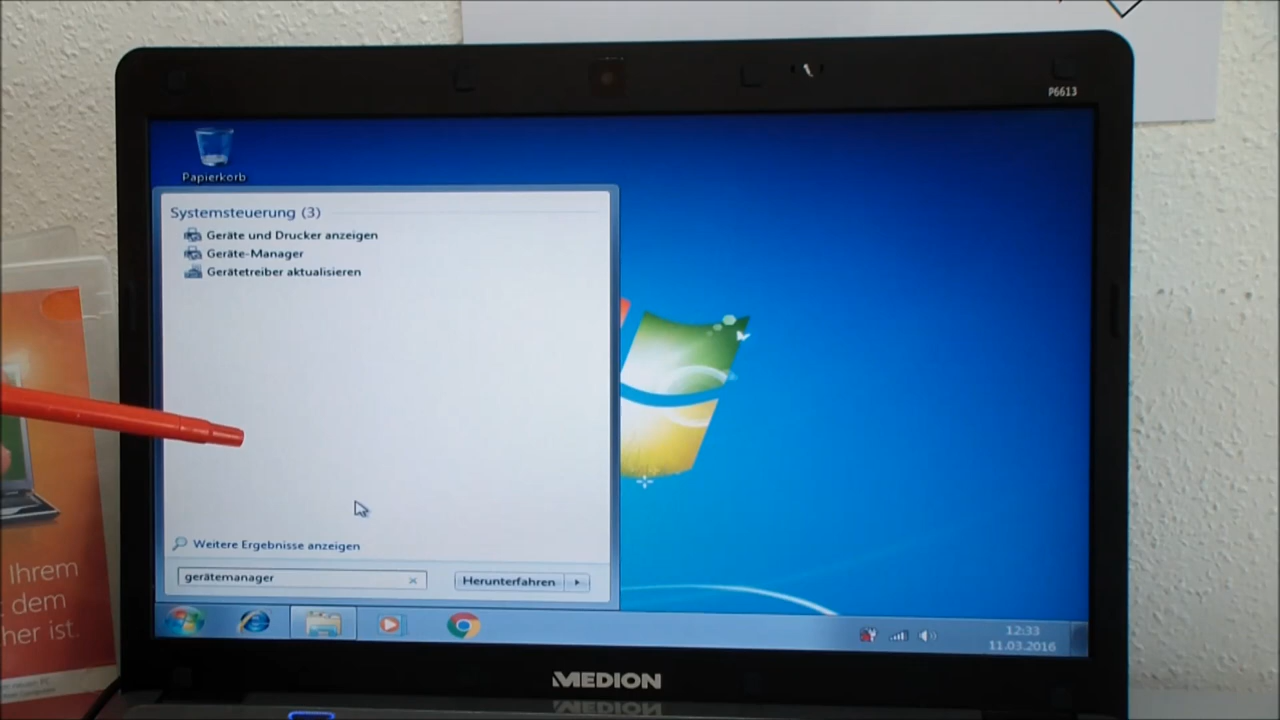 P6613
Papierkorb
Systemsteuerung (3)
Geräte und Drucker anzeigen
Geräte-Manager
Gerätetreiber aktualisieren
Weitere Ergebnisse anzeigen
gerätemanager
Herunterfahren
12:33
11.03.2016
MEDION
Ihrem
dem
her ist.